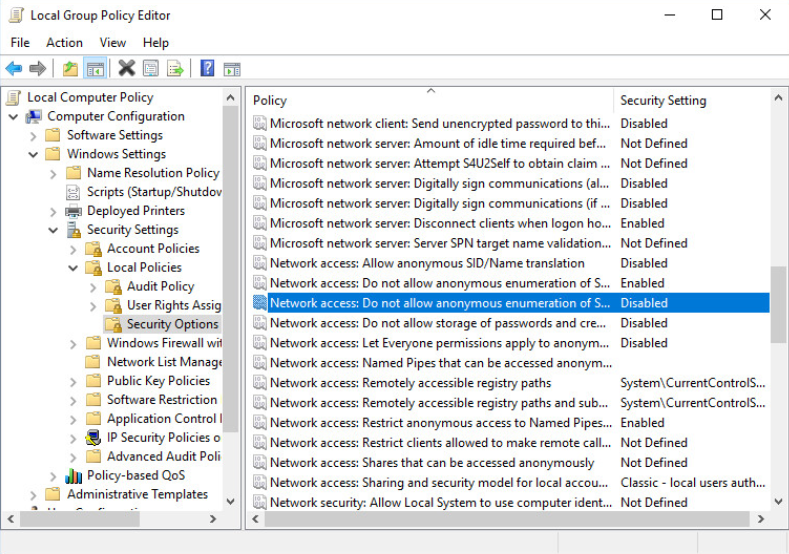 Local Group Policy Editor
File Action View Help
Local Computer Policy
Computer Configuration
Software Settings
Windows Settings
Name Resolution Policy
Scripts (Startup/Shutdow
Deployed Printers
Security Settings
Account Policies
Local Policies
Audit Policy
User Rights Assig
Security Options
Windows Firewall wit
Network List Manage
Public Key Policies
Software Restriction
Application Control
IP Security Policies o
Advanced Audit Poli
Policy-based QoS
Administrative Templates
Policy Security Setting
Microsoft network client: Send unencrypted password to thi... Disabled
Microsoft network server: Amount of idle time required bef... Not Defined
Microsoft network server: Attempt S4U2Self to obtain claim ... Not Defined
Microsoft network server: Digitally sign communications (al... Disabled
Microsoft network server: Digitally sign communications (if ... Disabled
Microsoft network server: Disconnect clients when logon ho... Enabled
Microsoft network server: Server SPN target name validation... Not Defined
Network access: Allow anonymous SID/Name translation Disabled
Network access: Do not allow anonymous enumeration of S... Enabled
Network access: Do not allow anonymous enumeration of S... Disabled
Network access: Do not allow storage of passwords and cre... Disabled
Network access: Let Everyone permissions apply to anonym... Disabled
Network access: Named Pipes that can be accessed anonym...
Network access: Remotely accessible registry paths System\CurrentControlS...
Network access: Remotely accessible registry paths and sub... System\CurrentControlS...
Network access: Restrict anonymous access to Named Pipes... Enabled
Network access: Restrict clients allowed to make remote call... Not Defined
Network access: Shares that can be accessed anonymously Not Defined
Network access: Sharing and security model for local accou... Classic - local users auth...
Network security: Allow Local System to use computer ident... Not Defined